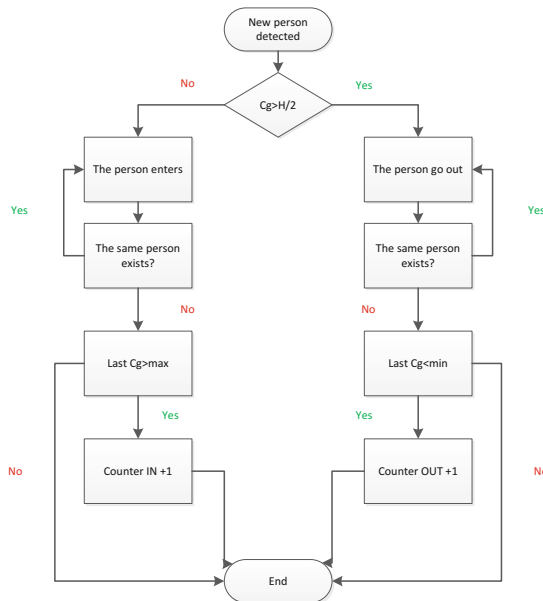 New person
detected
No
Yes
Cg>H/2
The person enters
The person go out
Yes
Yes
The same person
exists?
The same person
exists?
No
No
Last Cg>max
Last Cg<min
Yes
Yes
No
Counter IN +1
Counter OUT +1
No
End